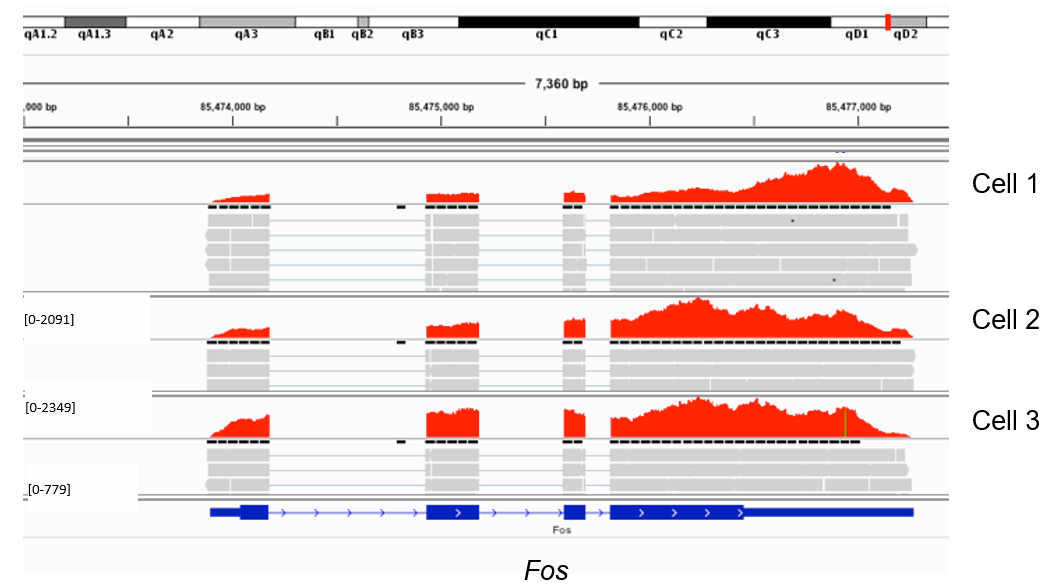 qA1.2 qA1.3 qA2 qA3 qB1 qB2 qB3 qC1 qC2 qC3 qD1 qD2
7,360 bp
,000 bp 85,474,000 bp 85,475,000 bp 85,476,000 bp 85,477,000 bp
Cell 1
[0-2091]
Cell 2
[0-2349]
Cell 3
[0-779]
Fos
Fos